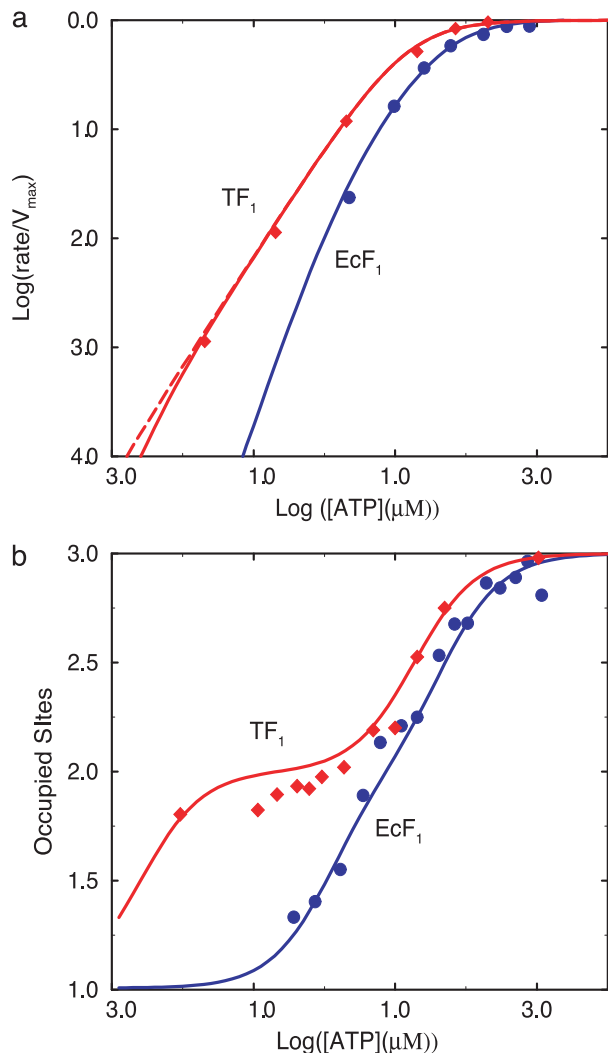 a
0.0
1.0
2.0
3.0
4.0
Log(rate/Vmax)
TF1
EcF1
3.0 1.0 1.0 3.0
Log ([ATP](μM))
b
3.0
2.5
2.0
1.5
1.0
Occupied SItes
TF1
EcF1
3.0 1.0 1.0 3.0
Log([ATP](μM))